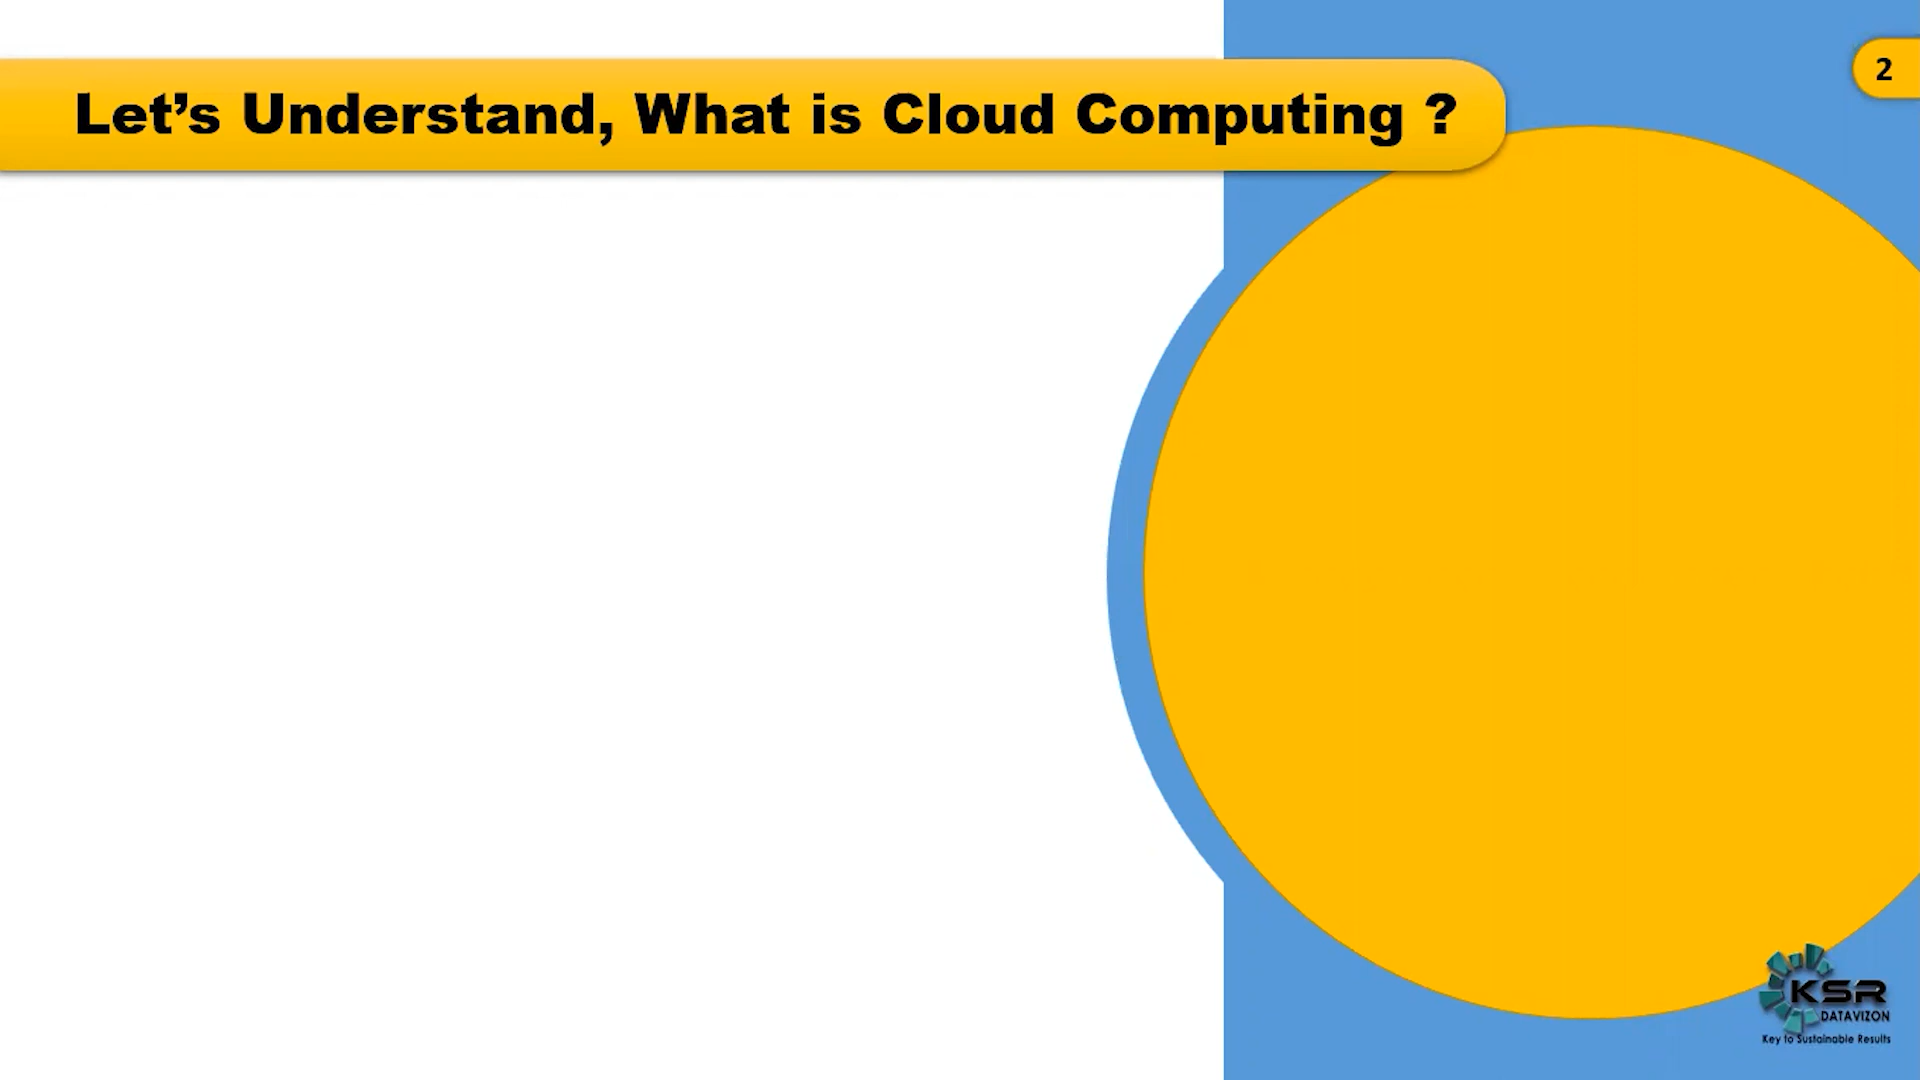 Let’s Understand, What is Cloud Computing ?
2
KSR
DATAVIZON
Key to Sustainable Results